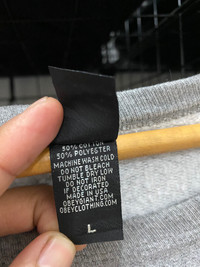 50% COTTON
50% POLYESTER
MACHINE WASH COLD
DO NOT BLEACH
TUMBLE DRY LOW
DO NOT IRON
IF DECORATED
MADE IN USA
OBEYGIANT.COM
OBEYCLOTHING.COM
L